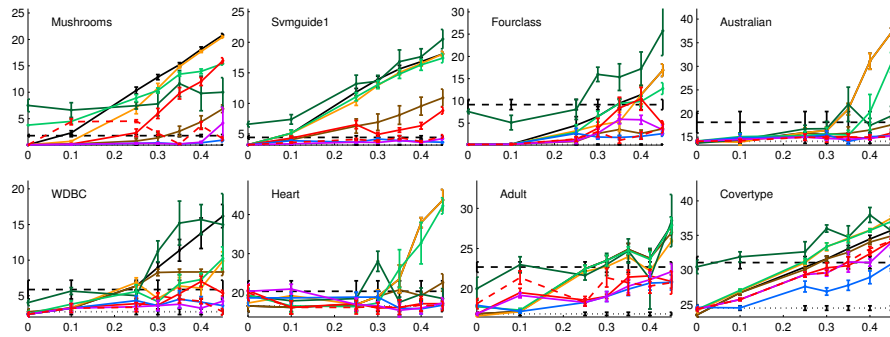 Mushrooms Svmguide1 Fourclass Australian
25 25 30 40
20 20 25 35
15 15 20 30
10 10 15 25
5 5 10 20
5 15
0 0.1 0.2 0.3 0.4 0 0.1 0.2 0.3 0.4 0 0.1 0.2 0.3 0.4 0 0.1 0.2 0.3 0.4
WDBC Heart Adult Covertype
20 40 30 40
15 30 25 35
10 20 20 30
5 25
0 0.1 0.2 0.3 0.4 0 0.1 0.2 0.3 0.4 0 0.1 0.2 0.3 0.4 0 0.1 0.2 0.3 0.4